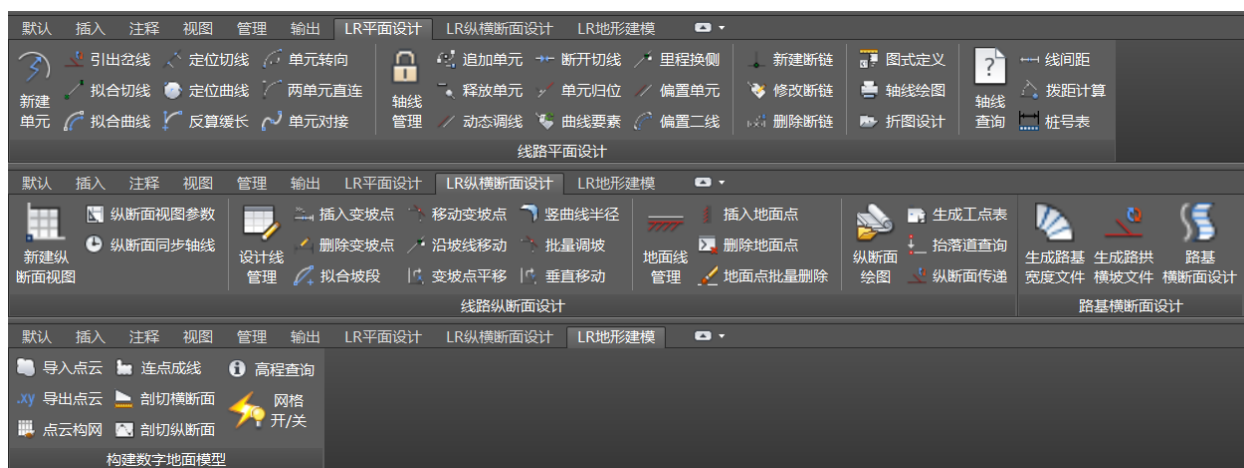 默认 插入 注释 视图 管理 输出 LR平面设计 LR纵横断面设计 LR地形建模
引出岔线 定位切线 单元转向 追加单元 断开切线 里程换侧 新建断链 图式定义 线间距
新建 拟合切线 定位曲线 两单元直连 轴线 释放单元 单元归位 偏置单元 修改断链 轴线绘图 轴线 拨距计算
单元 拟合曲线 反算缓长 单元对接 管理 动态调线 曲线要素 偏置二线 删除断链 折图设计 查询 桩号表
线路平面设计
默认 插入 注释 视图 管理 输出 LR平面设计 LR纵横断面设计 LR地形建模
纵断面视图参数 插入变坡点 移动变坡点 竖曲线半径 插入地面点 生成工点表
新建纵 纵断面同步轴线 设计线 删除变坡点 沿坡线移动 批量调坡 地面线 删除地面点 纵断面 抬落道查询 生成路基 生成路拱 路基
断面视图 管理 拟合坡段 变坡点平移 垂直移动 管理 地面点批量删除 绘图 纵断面传递 宽度文件 横坡文件 横断面设计
线路纵断面设计 路基横断面设计
默认 插入 注释 视图 管理 输出 LR平面设计 LR纵横断面设计 LR地形建模
导入点云 连点成线 高程查询
.xy 导出点云 剖切横断面 网格
点云构网 剖切纵断面 开/关
构建数字地面模型